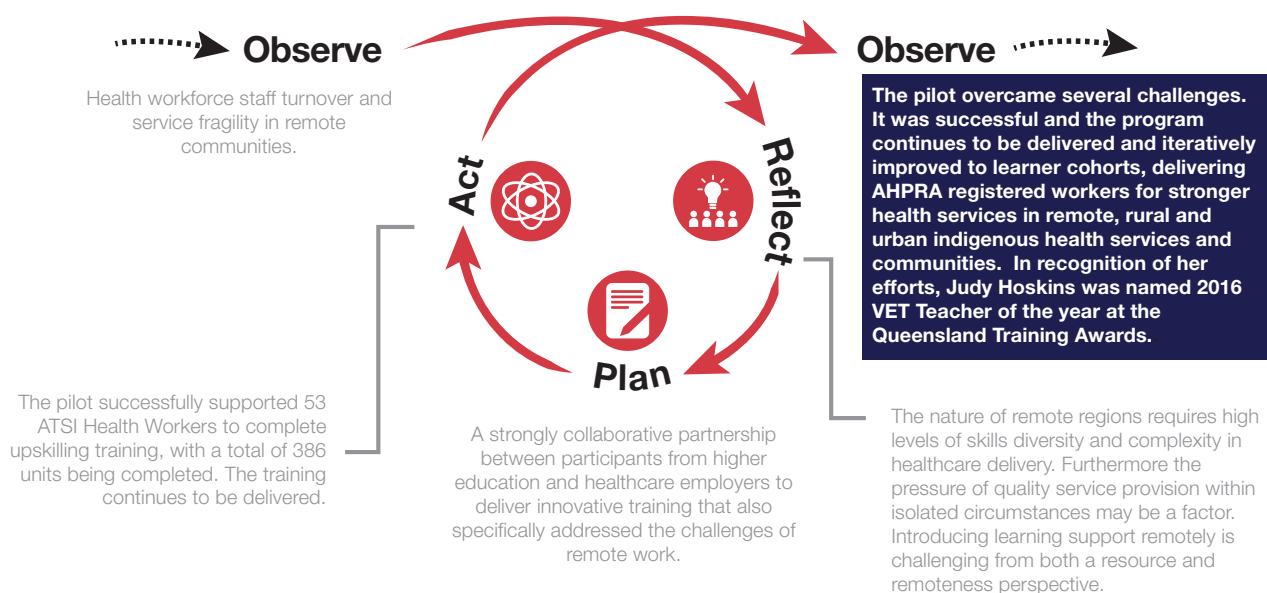 Observe
Health workforce staff turnover and
service fragility in remote
communities.
Observe
The pilot overcame several challenges.
It was successful and the program
continues to be delivered and iteratively
improved to learner cohorts, delivering
AHPRA registered workers for stronger
health services in remote, rural and
urban indigenous health services and
communities.  In recognition of her
efforts, Judy Hoskins was named 2016
VET Teacher of the year at the
Queensland Training Awards.
Reflect
The nature of remote regions requires high
levels of skills diversity and complexity in
healthcare delivery. Furthermore the
pressure of quality service provision within
isolated circumstances may be a factor.
Introducing learning support remotely is
challenging from both a resource and
remoteness perspective.
Plan
A strongly collaborative partnership
between participants from higher
education and healthcare employers to
deliver innovative training that also
specifically addressed the challenges of
remote work.
Act
The pilot successfully supported 53
ATSI Health Workers to complete
upskilling training, with a total of 386
units being completed. The training
continues to be delivered.